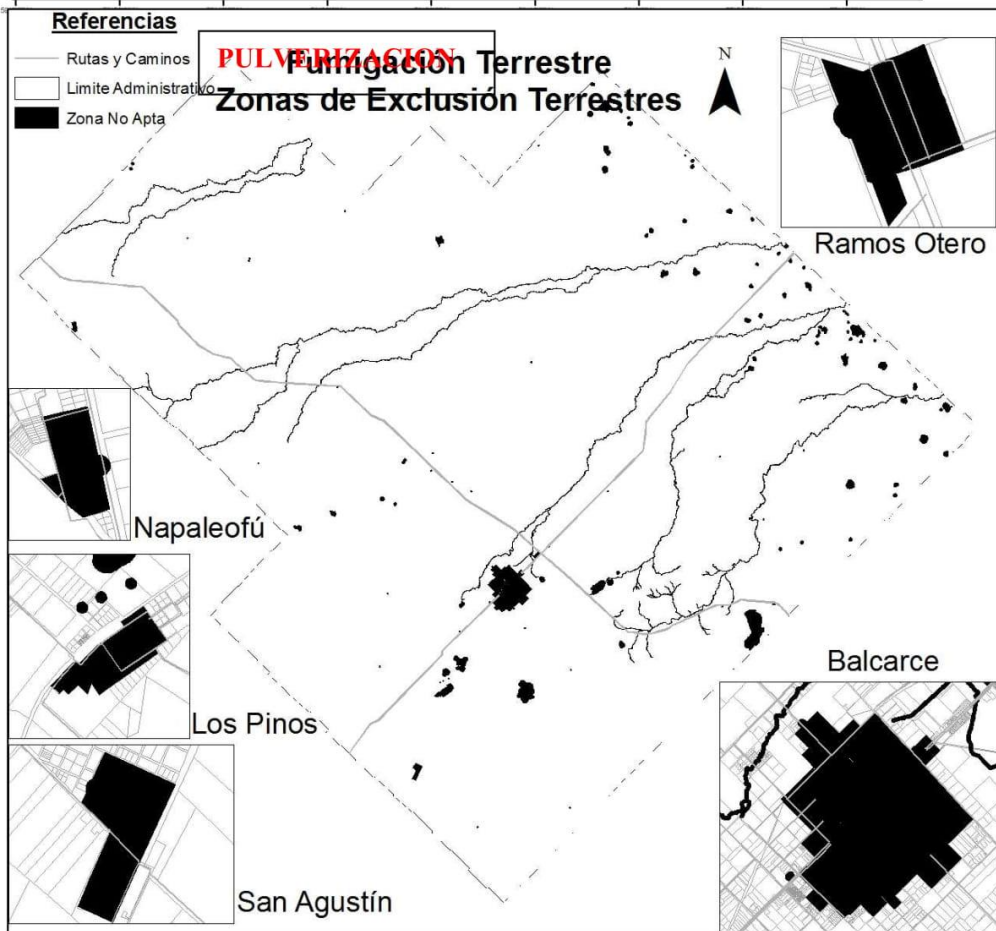 Referencias
Rutas y Caminos
Limite Administrativo
Zona No Apta
PULVERIZACION
Fumigación Terrestre
Zonas de Exclusión Terrestres
N
Ramos Otero
Napaleofú
Los Pinos
Balcarce
San Agustín